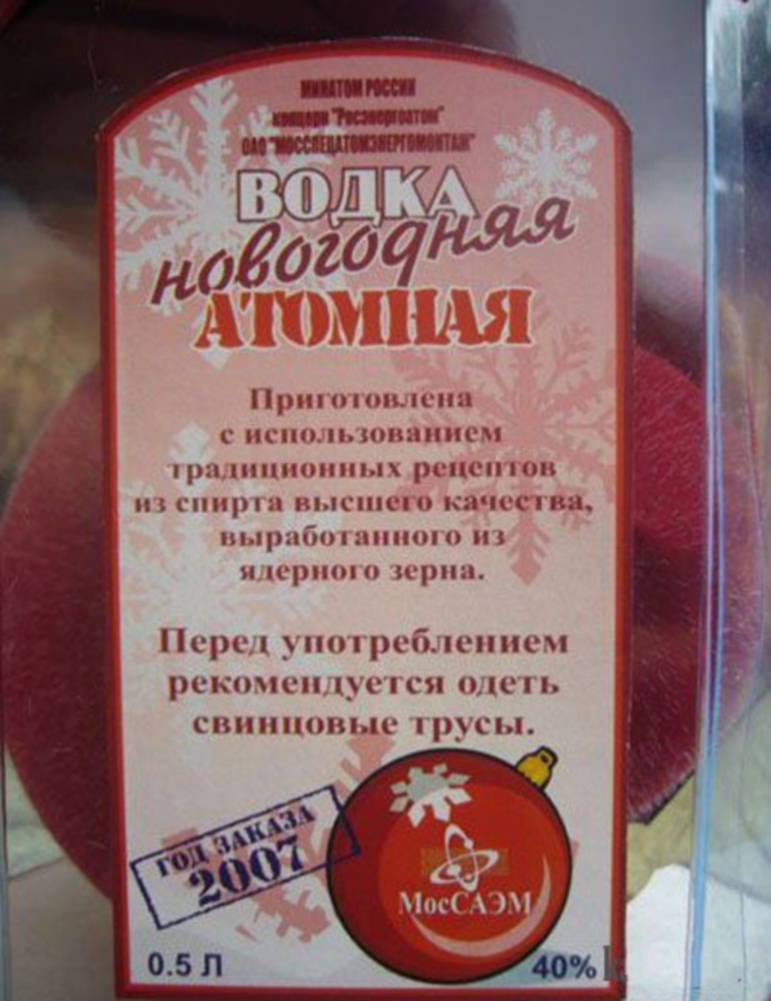 МИНАТОМ РОССИИ
концерн "Росэнергоатом"
ОАО "МОССПЕЦАТОМЭНЕРГОМОНТАЖ"
ВОДКА
новогодняя
АТОМНАЯ
Приготовлена
с использованием
традиционных рецептов
из спирта высшего качества,
выработанного из
ядерного зерна.
Перед употреблением
рекомендуется одеть
свинцовые трусы.
ГОД ЗАКАЗА
2007
МосСАЭМ
0.5 Л
40%